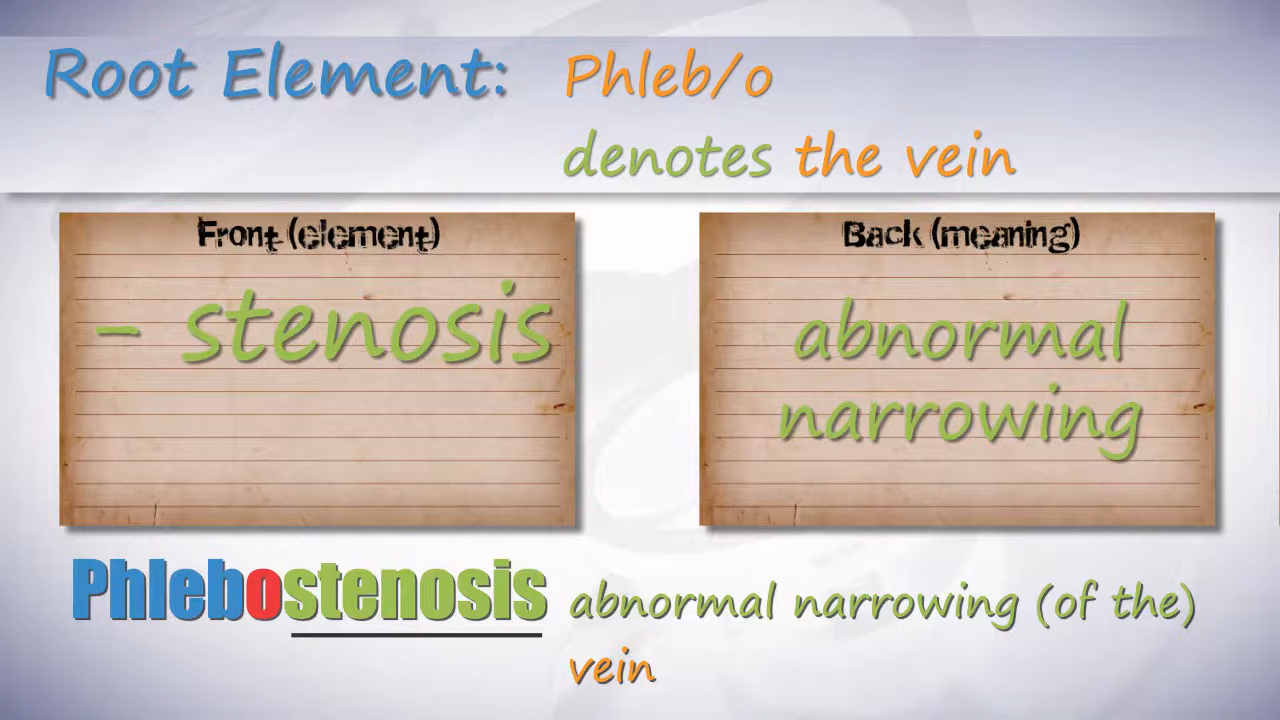 Root Element: Phleb/o
denotes the vein
Front (element)
- stenosis
Back (meaning)
abnormal
narrowing
Phlebostenosis abnormal narrowing (of the)
vein